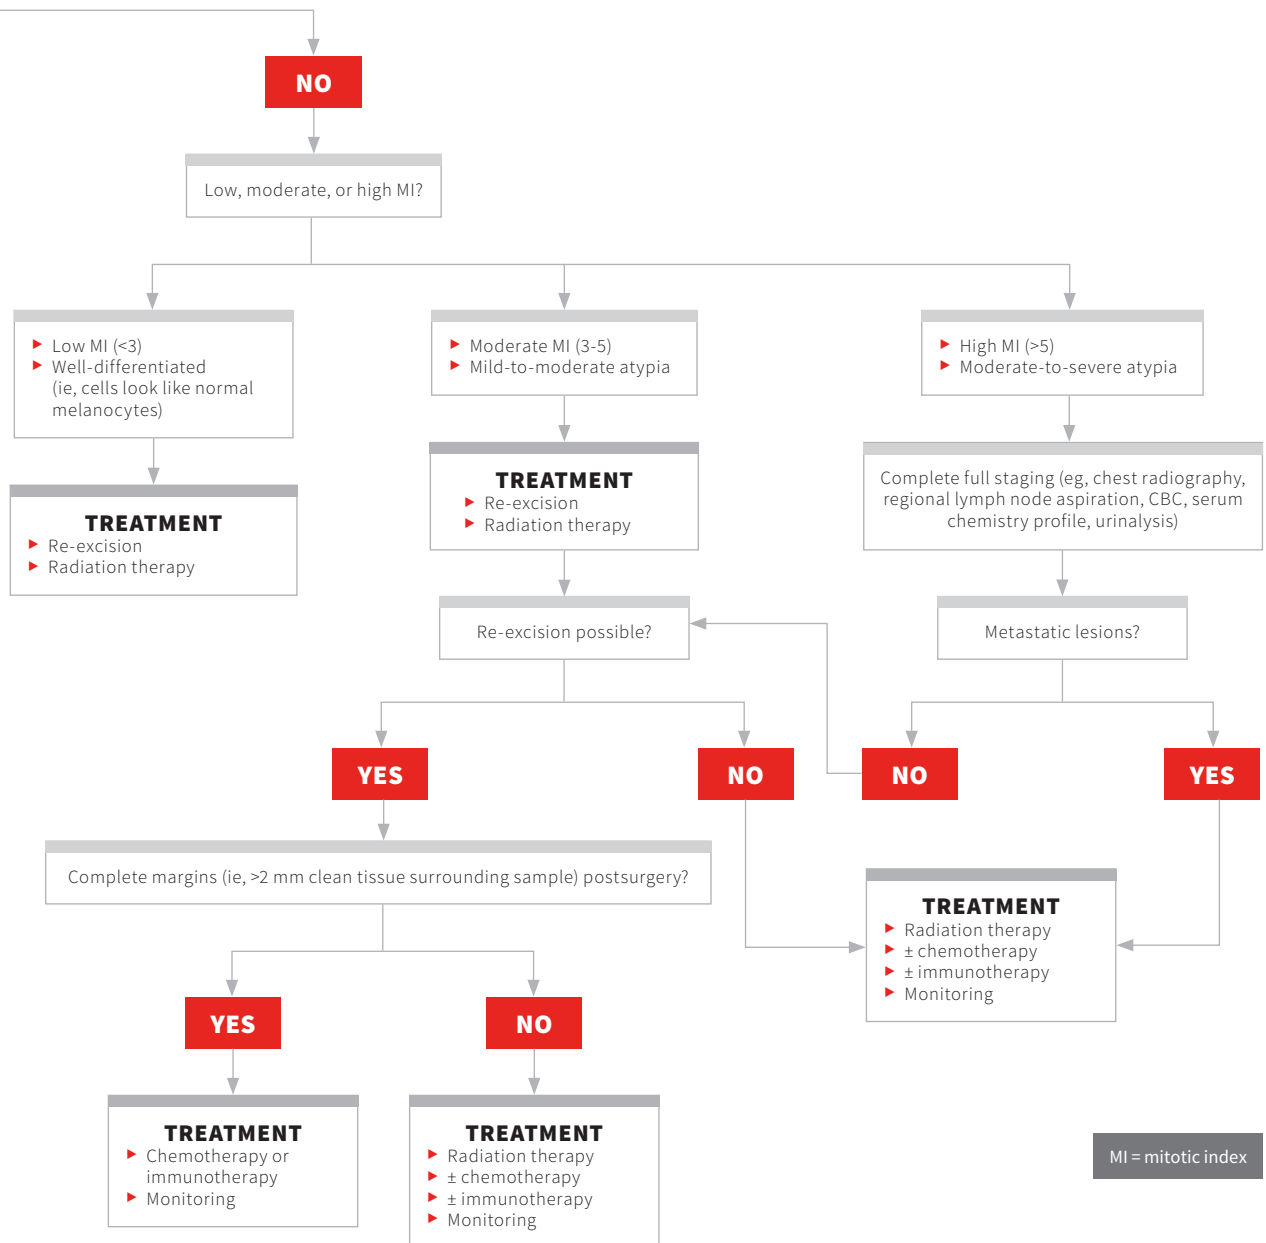 NO
Low, moderate, or high MI?
Low MI (<3)
Well-differentiated
(ie, cells look like normal
melanocytes)
Moderate MI (3-5)
Mild-to-moderate atypia
High MI (>5)
Moderate-to-severe atypia
TREATMENT
Re-excision
Radiation therapy
TREATMENT
Re-excision
Radiation therapy
Complete full staging (eg, chest radiography,
regional lymph node aspiration, CBC, serum
chemistry profile, urinalysis)
Re-excision possible?
Metastatic lesions?
YES
NO
NO
YES
Complete margins (ie, >2 mm clean tissue surrounding sample) postsurgery?
TREATMENT
Radiation therapy
± chemotherapy
± immunotherapy
Monitoring
YES
NO
TREATMENT
Chemotherapy or
immunotherapy
Monitoring
TREATMENT
Radiation therapy
± chemotherapy
± immunotherapy
Monitoring
MI = mitotic index